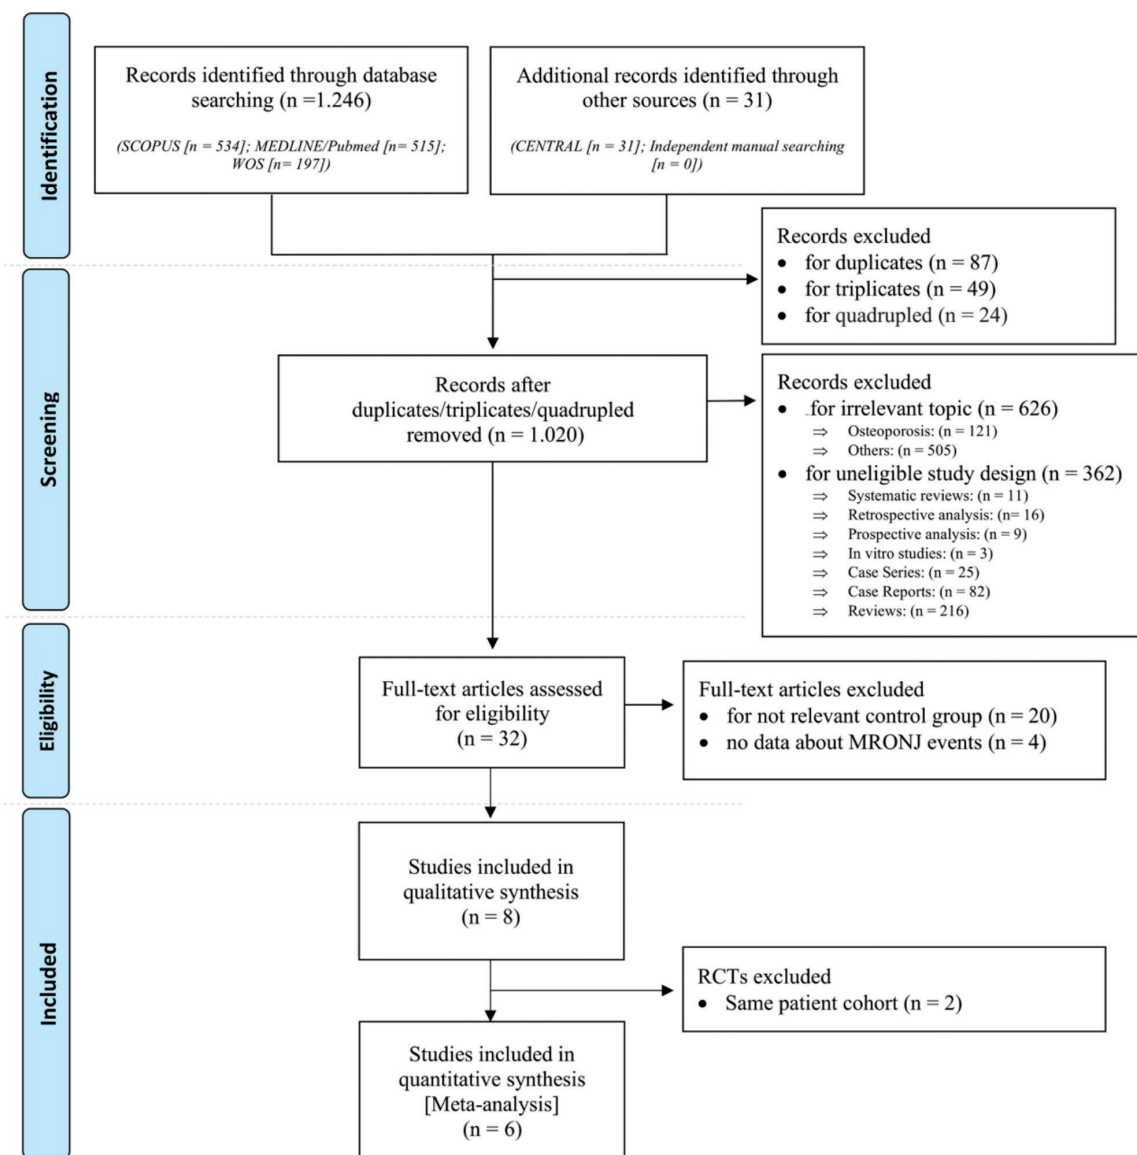 Identification
Records identified through database
searching (n =1.246)
(SCOPUS [n = 534]; MEDLINE/Pubmed [n= 515];
WOS [n= 197])
Additional records identified through
other sources (n = 31)
(CENTRAL [n = 31]; Independent manual searching
[n = 0])
Records excluded
• for duplicates (n = 87)
• for triplicates (n = 49)
• for quadrupled (n = 24)
Screening
Records after
duplicates/triplicates/quadrupled
removed (n = 1.020)
Records excluded
• for irrelevant topic (n = 626)
⇒ Osteoporosis: (n = 121)
⇒ Others: (n = 505)
• for uneligible study design (n = 362)
⇒ Systematic reviews: (n = 11)
⇒ Retrospective analysis: (n= 16)
⇒ Prospective analysis: (n = 9)
⇒ In vitro studies: (n = 3)
⇒ Case Series: (n = 25)
⇒ Case Reports: (n = 82)
⇒ Reviews: (n = 216)
Eligibility
Full-text articles assessed
for eligibility
(n = 32)
Full-text articles excluded
• for not relevant control group (n = 20)
• no data about MRONJ events (n = 4)
Included
Studies included in
qualitative synthesis
(n = 8)
RCTs excluded
• Same patient cohort (n = 2)
Studies included in
quantitative synthesis
[Meta-analysis]
(n = 6)